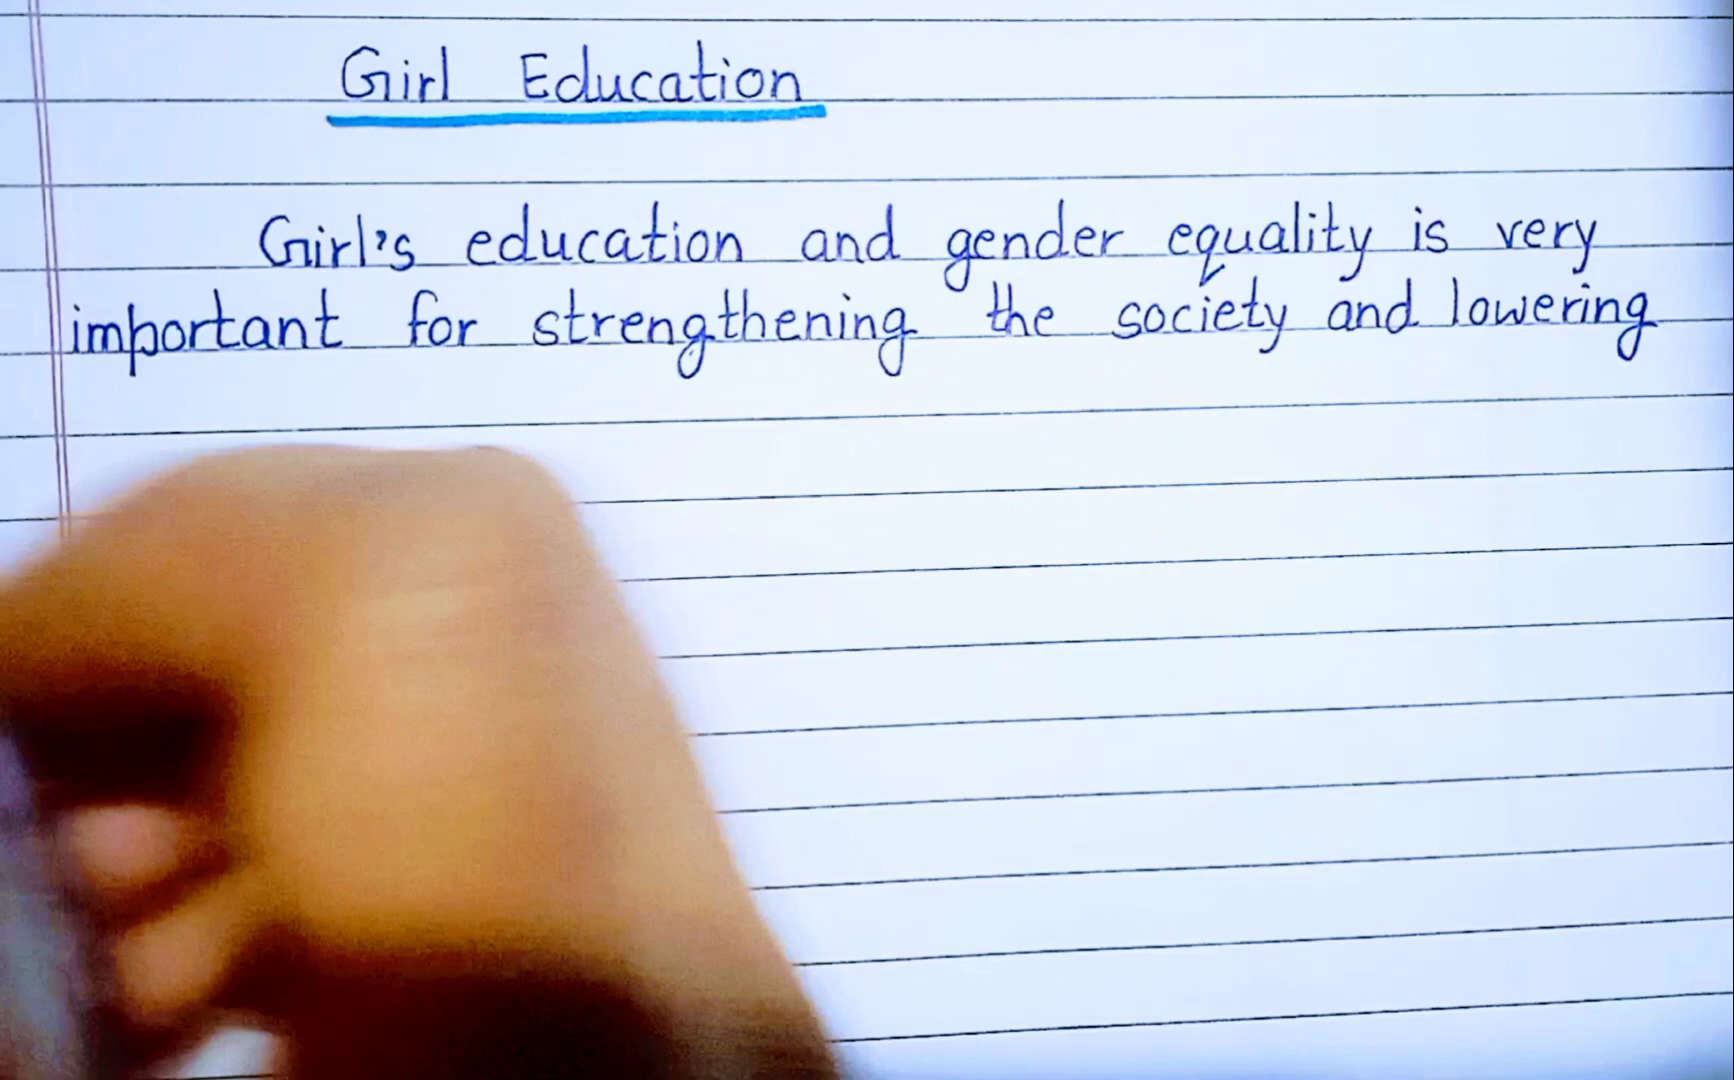 Girl Education
Girl's education and gender equality is very
important for strengthening the society and lowering